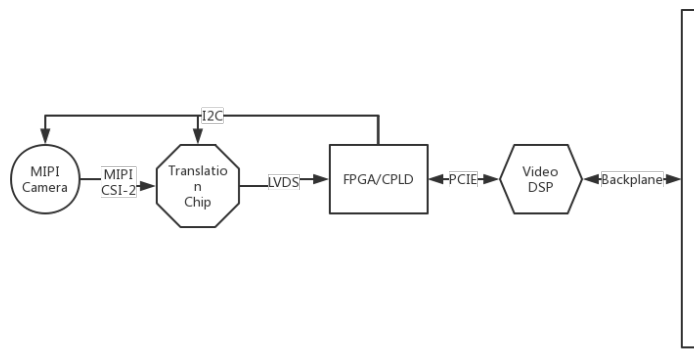 I2C
MIPI
Camera
MIPI
CSI-2
Translatio
n
Chip
LVDS
FPGA/CPLD
PCIE
Video
DSP
Backplane